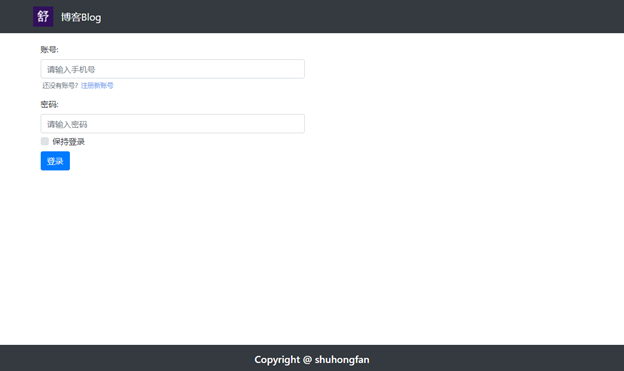 舒 博客Blog
账号:
请输入手机号
还没有账号? 注册新账号
密码:
请输入密码
保持登录
登录
Copyright @ shuhongfan